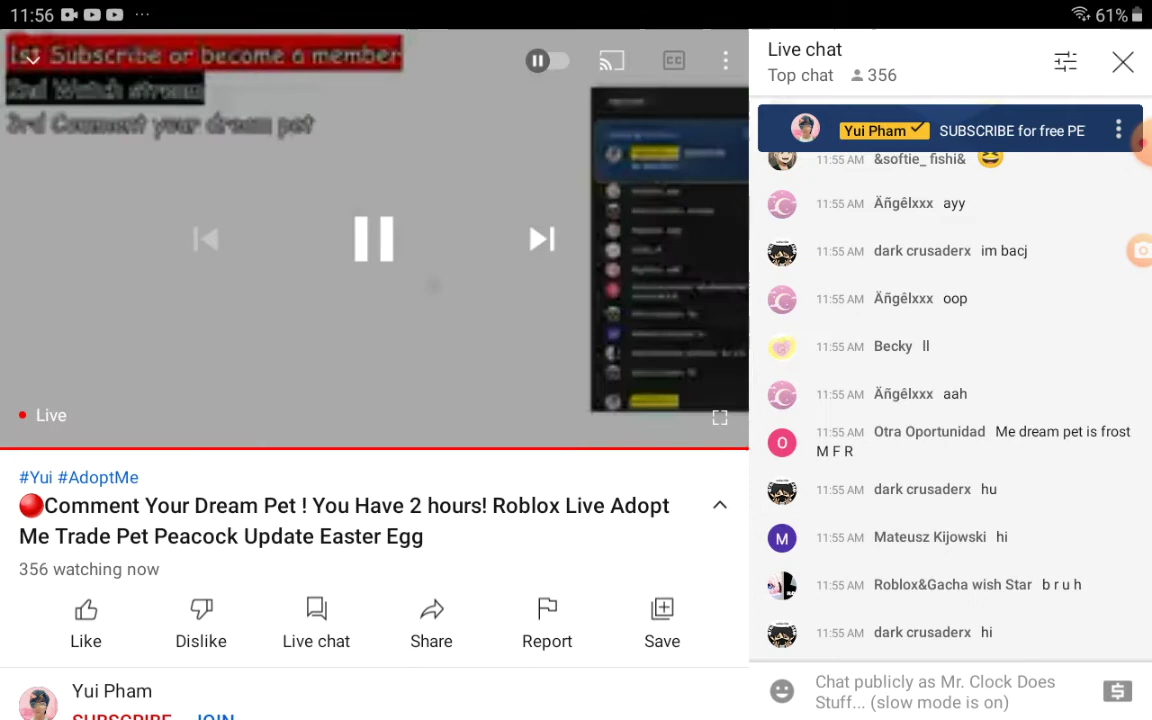 11:56
61%
1st Subscribe or become a member
2nd Watch stream
3rd Comment your dream pet
CC
Live
#Yui #AdoptMe
Comment Your Dream Pet ! You Have 2 hours! Roblox Live Adopt
Me Trade Pet Peacock Update Easter Egg
356 watching now
Like
Dislike
Live chat
Share
Report
Save
Yui Pham
SUBSCRIBE JOIN
Live chat
Top chat 356
Yui Pham SUBSCRIBE for free PE
11:55 AM &softie_ fishi& 😆
11:55 AM Äñgêlxxx ayy
11:55 AM dark crusaderx im bacj
11:55 AM Äñgêlxxx oop
11:55 AM Becky ll
11:55 AM Äñgêlxxx aah
O
11:55 AM Otra Oportunidad Me dream pet is frost
M F R
11:55 AM dark crusaderx hu
M
11:55 AM Mateusz Kijowski hi
11:55 AM Roblox&Gacha wish Star b r u h
11:55 AM dark crusaderx hi
Chat publicly as Mr. Clock Does
Stuff... (slow mode is on)